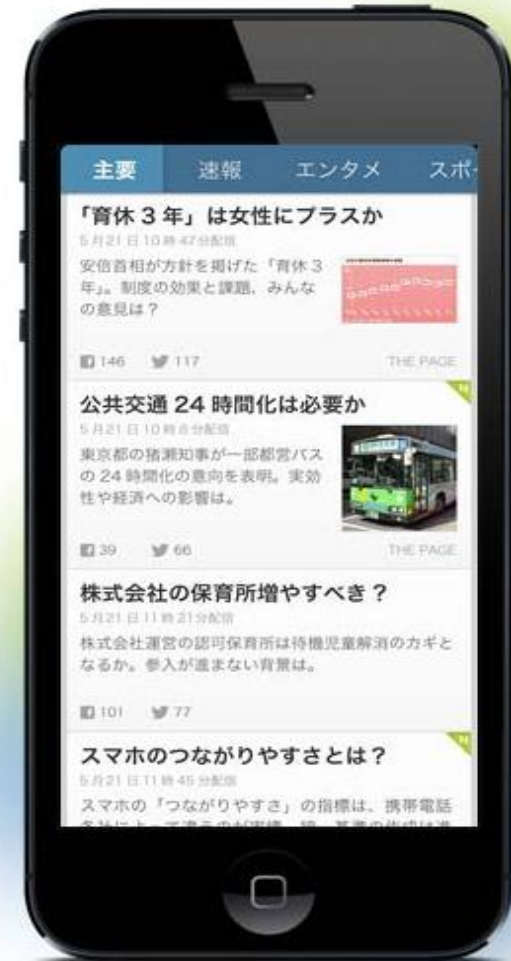 主要 速報 エンタメ スポ
「育休3年」は女性にプラスか
5月21日10時47分配信
安倍首相が方針を掲げた「育休3
年」。制度の効果と課題、みんな
の意見は？
146 117 THE PAGE
公共交通 24 時間化は必要か
5月21日10時8分配信
東京都の猪瀬知事が一部都営バス
の 24 時間化の意向を表明。実効
性や経済への影響は。
39 66 THE PAGE
株式会社の保育所増やすべき？
5月21日11時21分配信
株式会社運営の認可保育所は待機児童解消のカギと
なるか。参入が進まない背景は。
101 77
スマホのつながりやすさとは？
5月21日11時45分配信
スマホの「つながりやすさ」の指標は、携帯電話